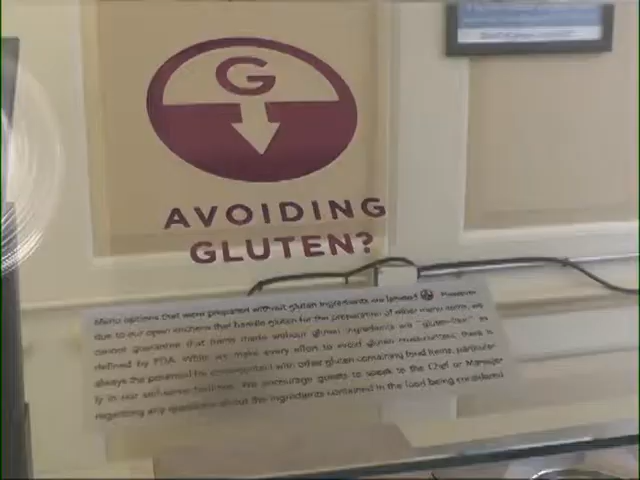 G
AVOIDING
GLUTEN?
Menu options that were prepared without gluten ingredients are However
due to our open kitchens that handle gluten for the preparation of other menu items, we
cannot guarantee that items made without gluten ingredients are "gluten-free" as
defined by FDA. While we make every effort to avoid gluten there is
always the potential for with other gluten containing food items, particular
ly in our self-serve facilities. We encourage guests to speak to the Chef or Manager
regarding any questions about the ingredients contained in the food being